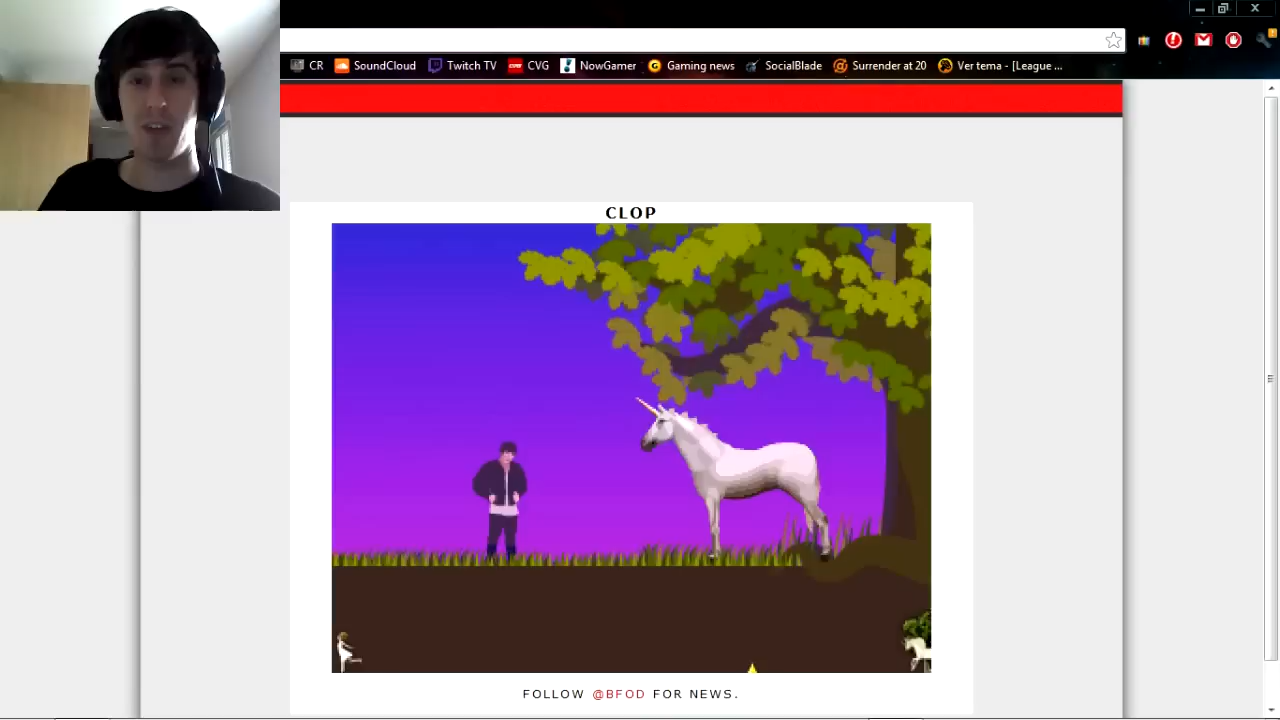 CR SoundCloud Twitch TV CVG NowGamer Gaming news SocialBlade Surrender at 20 Ver tema - [League ...
CLOP
FOLLOW @BFOD FOR NEWS.